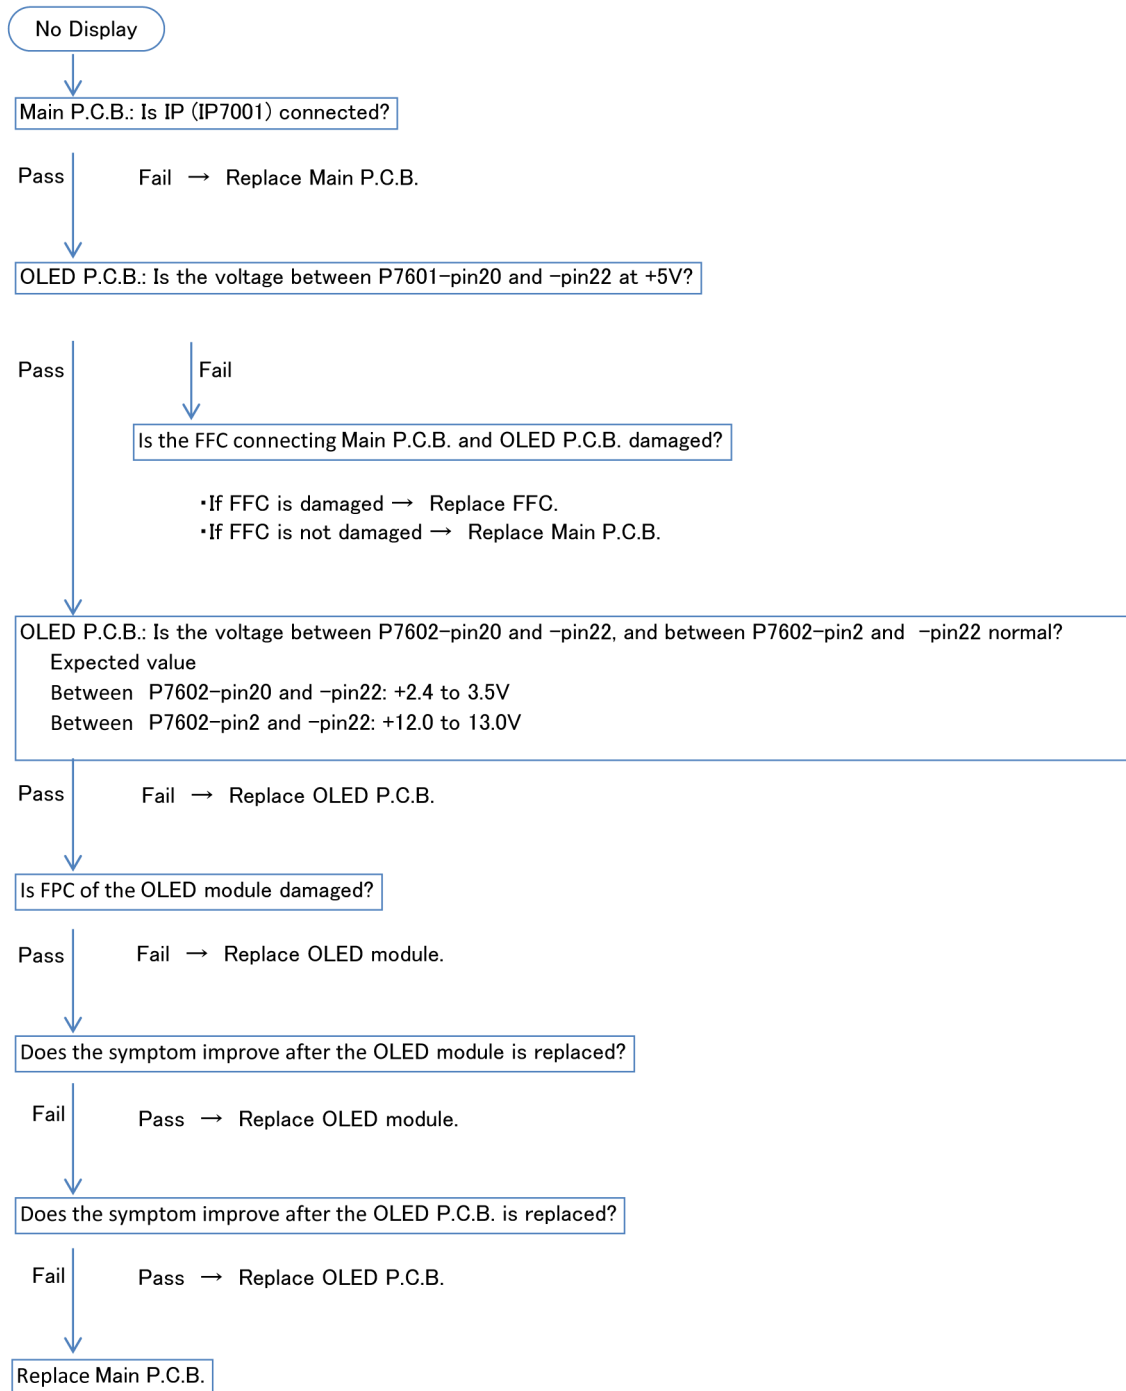 No Display
Main P.C.B.: Is IP (IP7001) connected?
Pass
Fail → Replace Main P.C.B.
OLED P.C.B.: Is the voltage between P7601-pin20 and -pin22 at +5V?
Pass
Fail
Is the FFC connecting Main P.C.B. and OLED P.C.B. damaged?
・If FFC is damaged → Replace FFC.
・If FFC is not damaged → Replace Main P.C.B.
OLED P.C.B.: Is the voltage between P7602-pin20 and -pin22, and between P7602-pin2 and -pin22 normal?
Expected value
Between P7602-pin20 and -pin22: +2.4 to 3.5V
Between P7602-pin2 and -pin22: +12.0 to 13.0V
Pass
Fail → Replace OLED P.C.B.
Is FPC of the OLED module damaged?
Pass
Fail → Replace OLED module.
Does the symptom improve after the OLED module is replaced?
Fail
Pass → Replace OLED module.
Does the symptom improve after the OLED P.C.B. is replaced?
Fail
Pass → Replace OLED P.C.B.
Replace Main P.C.B.